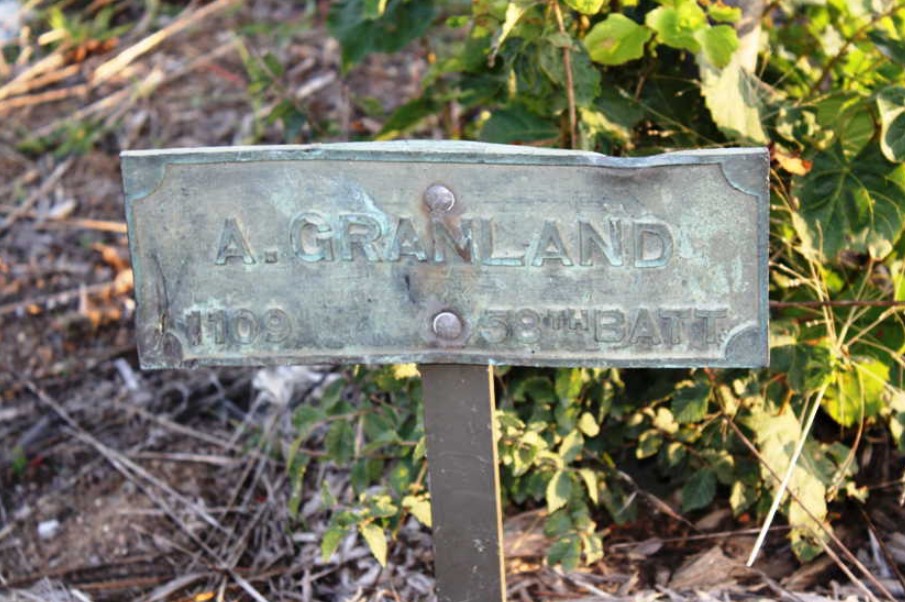 A. GRANLAND
1109 58TH BATT.